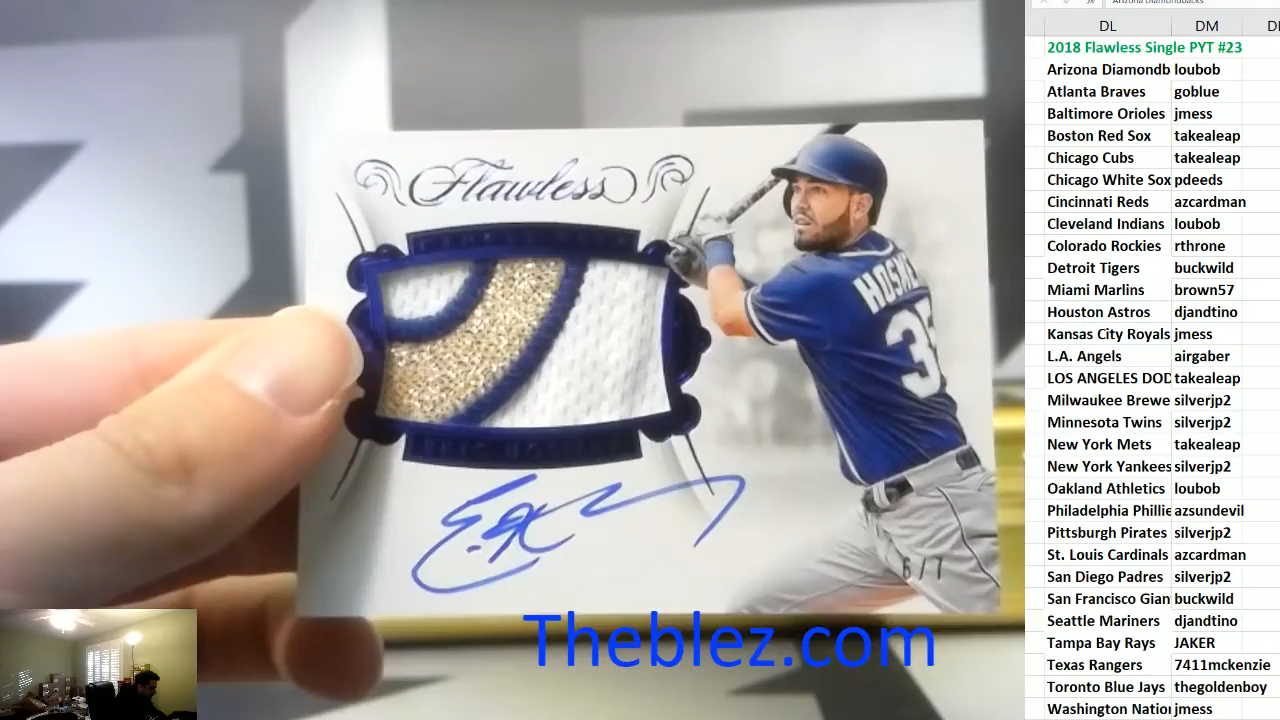 Flawless
HOSME
35
6/7
Theblez.com
DL DM
2018 Flawless Single PYT #23
Arizona Diamondb loubob
Atlanta Braves goblue
Baltimore Orioles jmess
Boston Red Sox takealeap
Chicago Cubs takealeap
Chicago White Sox pdeeds
Cincinnati Reds azcardman
Cleveland Indians loubob
Colorado Rockies rthrone
Detroit Tigers buckwild
Miami Marlins brown57
Houston Astros djandtino
Kansas City Royals jmess
L.A. Angels airgaber
LOS ANGELES DOD takealeap
Milwaukee Brewe silverjp2
Minnesota Twins silverjp2
New York Mets takealeap
New York Yankees silverjp2
Oakland Athletics loubob
Philadelphia Phillie azsundevil
Pittsburgh Pirates silverjp2
St. Louis Cardinals azcardman
San Diego Padres silverjp2
San Francisco Gian buckwild
Seattle Mariners djandtino
Tampa Bay Rays JAKER
Texas Rangers 7411mckenzie
Toronto Blue Jays thegoldenboy
Washington Natio jmess